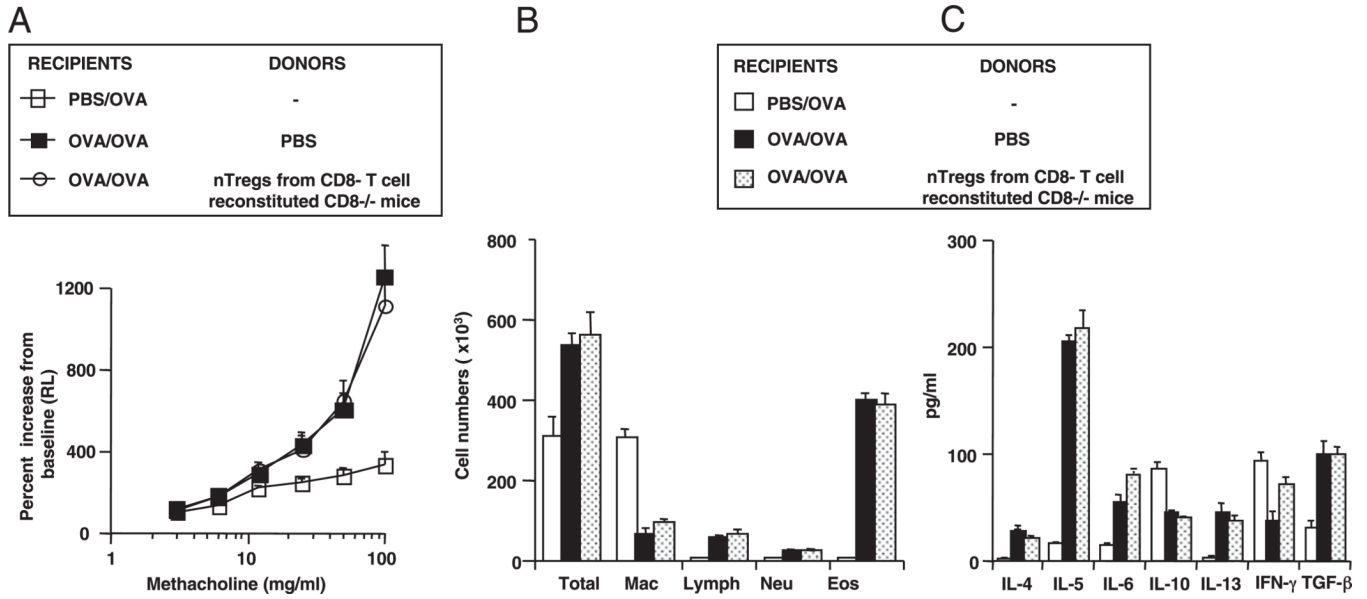 A
RECIPIENTS DONORS
PBS/OVA -
OVA/OVA PBS
OVA/OVA nTregs from CD8- T cell
reconstituted CD8-/- mice
Percent increase from
baseline (RL)
1200
800
400
0
1 10 100
Methacholine (mg/ml)
B
C
RECIPIENTS DONORS
PBS/OVA -
OVA/OVA PBS
OVA/OVA nTregs from CD8- T cell
reconstituted CD8-/- mice
Cell numbers ( x10³)
800
600
400
200
0
Total Mac Lymph Neu Eos
pg/ml
300
200
100
0
IL-4 IL-5 IL-6 IL-10 IL-13 IFN-γ TGF-β